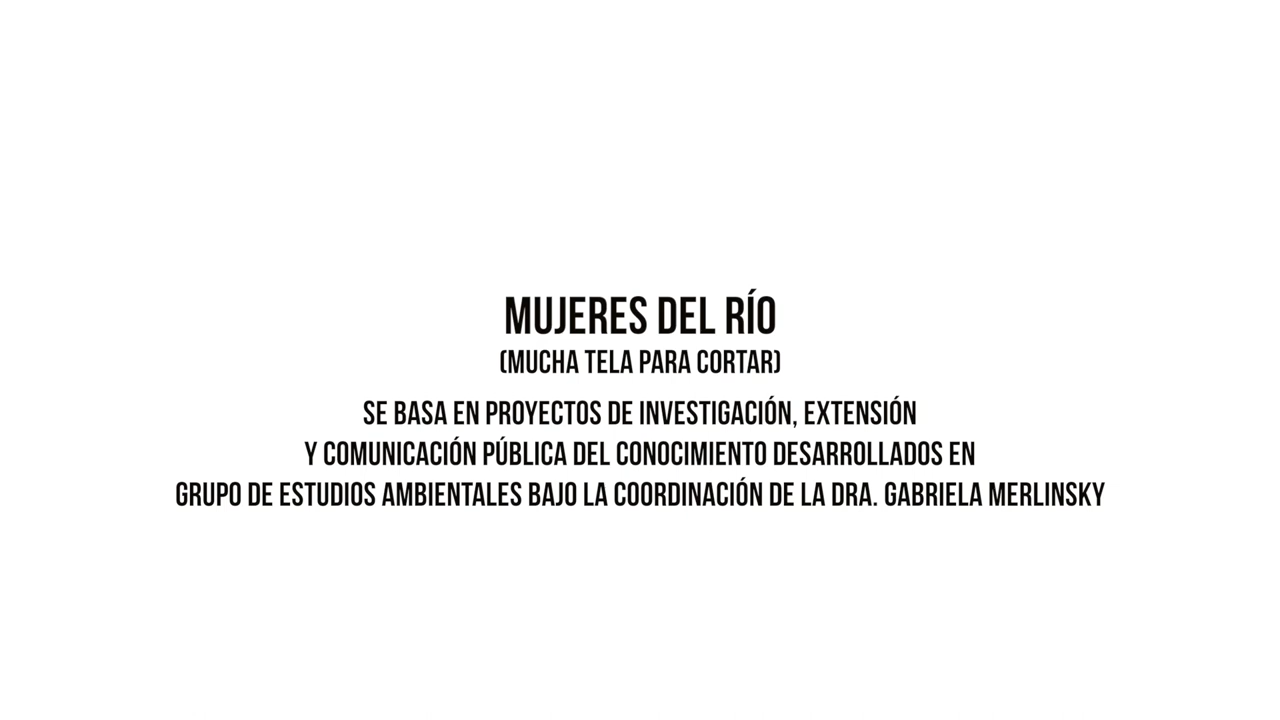 MUJERES DEL RÍO
(MUCHA TELA PARA CORTAR)
SE BASA EN PROYECTOS DE INVESTIGACIÓN, EXTENSIÓN
Y COMUNICACIÓN PÚBLICA DEL CONOCIMIENTO DESARROLLADOS EN
GRUPO DE ESTUDIOS AMBIENTALES BAJO LA COORDINACIÓN DE LA DRA. GABRIELA MERLINSKY